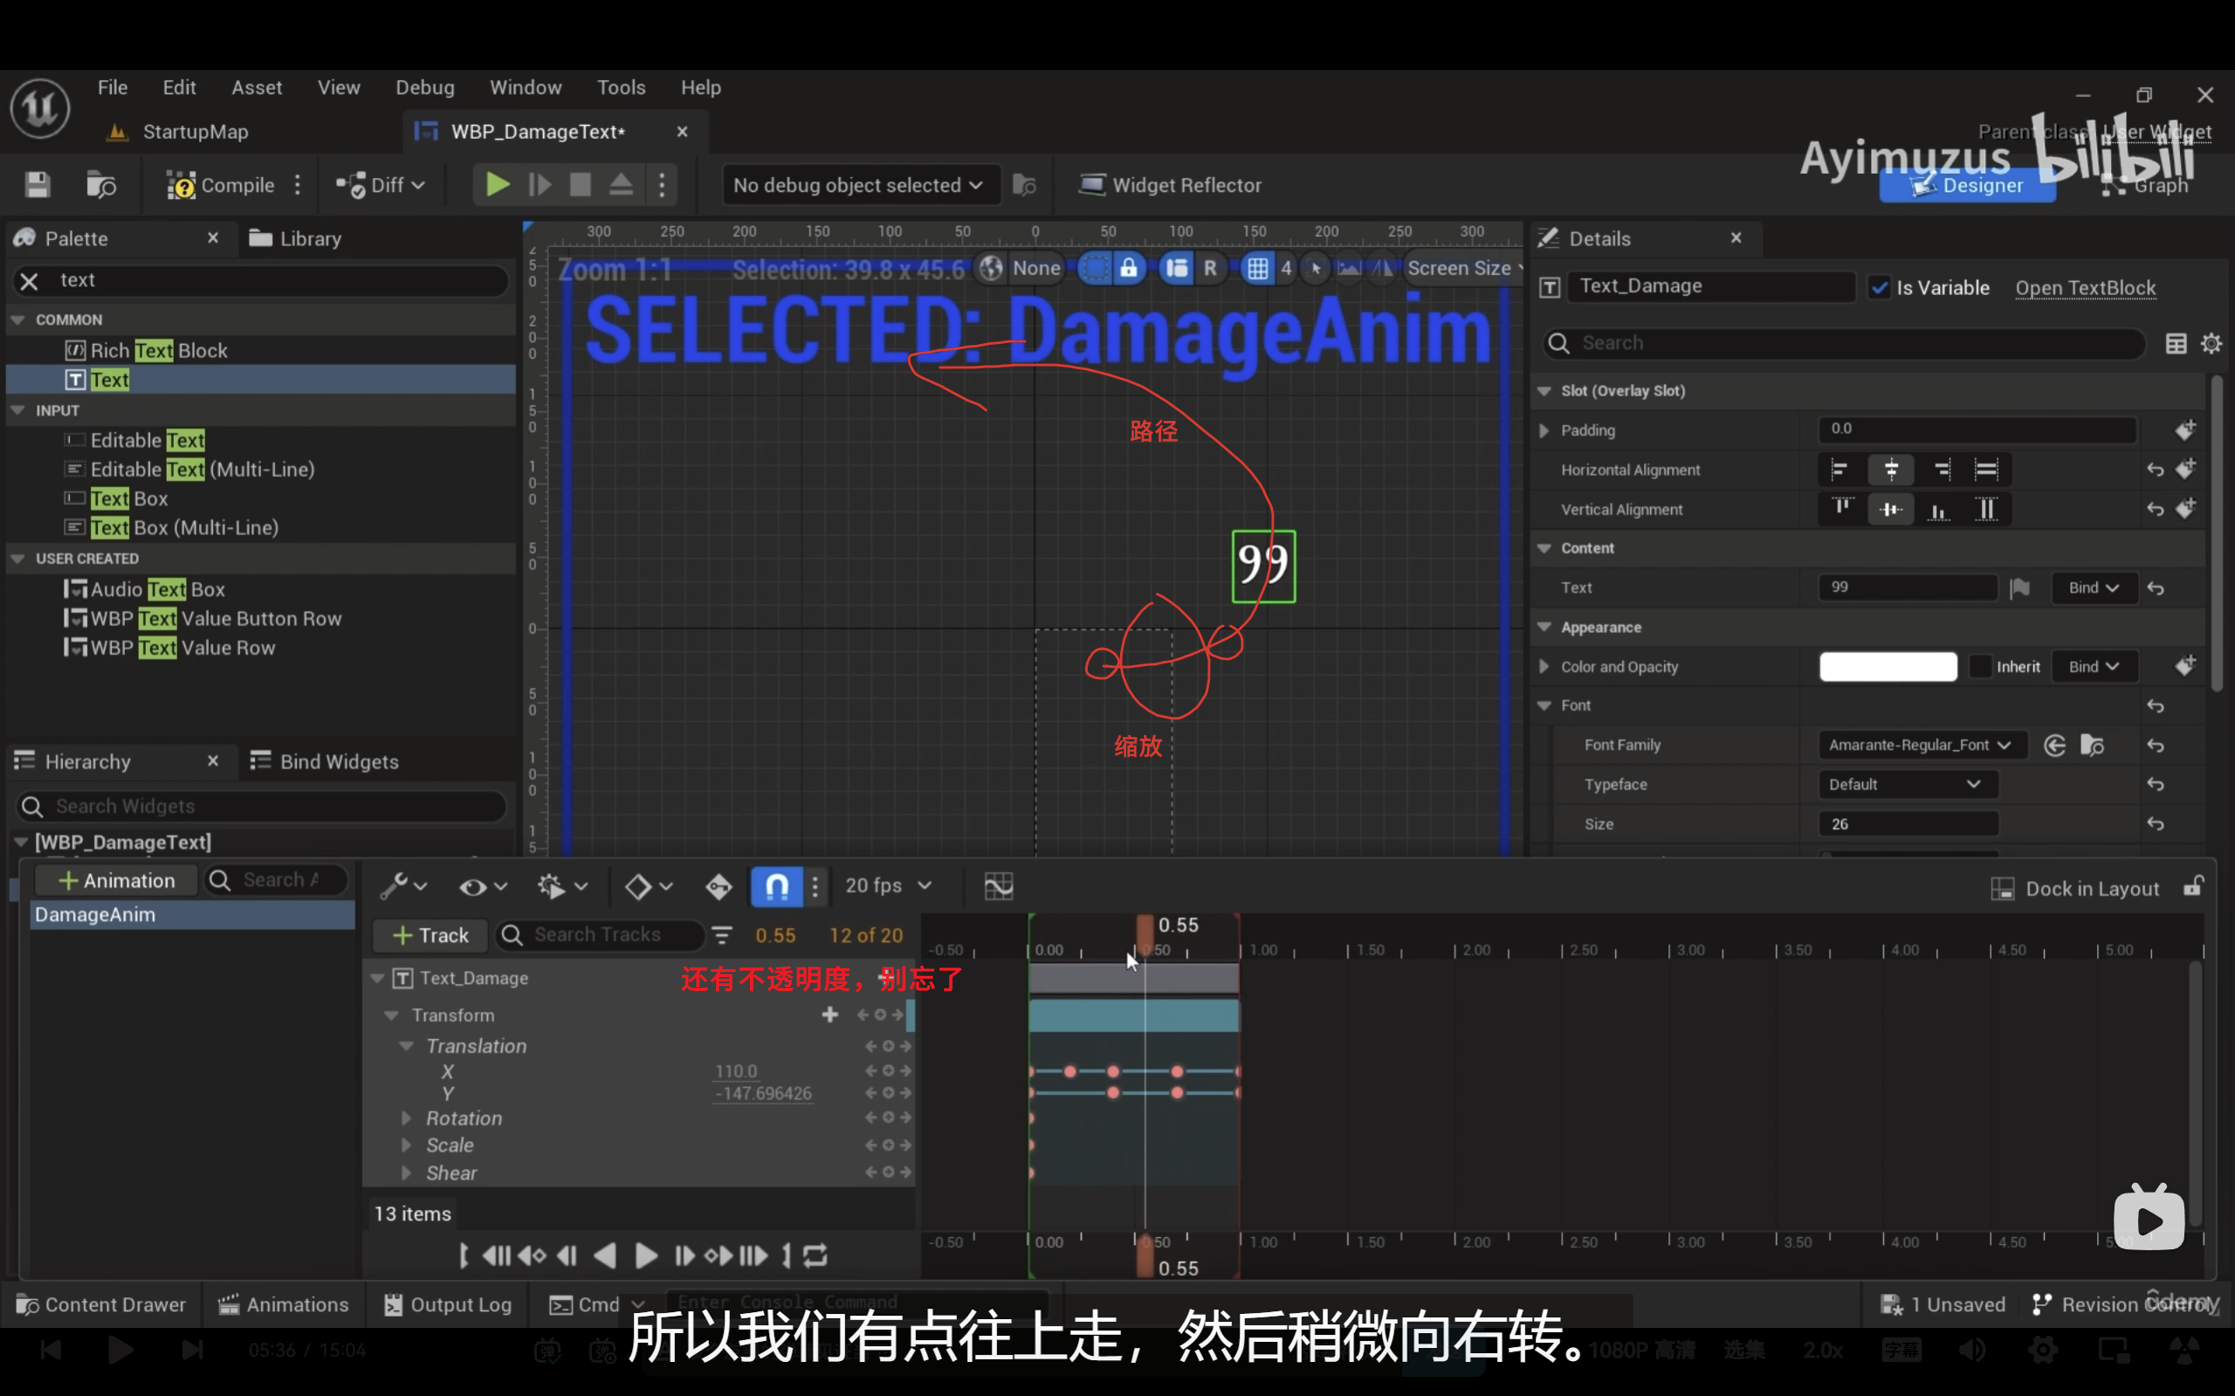 File Edit Asset View Debug Window Tools Help
StartupMap
WBP_DamageText*
Parent class: User Widget
Ayimuzus bilibili
Compile
Diff
No debug object selected
Widget Reflector
Designer
Graph
Palette
Library
text
COMMON
Rich Text Block
Text
INPUT
Editable Text
Editable Text (Multi-Line)
Text Box
Text Box (Multi-Line)
USER CREATED
Audio Text Box
WBP Text Value Button Row
WBP Text Value Row
Hierarchy
Bind Widgets
Search Widgets
[WBP_DamageText]
300 250 200 150 100 50 0 50 100 150 200 250 300
Zoom 1:1
Selection: 39.8 x 45.6
None
R
4
Screen Size
SELECTED: DamageAnim
路径
99
缩放
Details
Text_Damage
Is Variable
Open TextBlock
Search
Slot (Overlay Slot)
Padding 0.0
Horizontal Alignment
Vertical Alignment
Content
Text 99 Bind
Appearance
Color and Opacity Inherit Bind
Font
Font Family Amarante-Regular_Font
Typeface Default
Size 26
Animation
DamageAnim
20 fps
Dock in Layout
Track
Search Tracks
0.55
12 of 20
0.55
-0.50 0.00 0.50 1.00 1.50 2.00 2.50 3.00 3.50 4.00 4.50 5.00
Text_Damage
还有不透明度，别忘了
Transform
Translation
X 110.0
Y -147.696426
Rotation
Scale
Shear
13 items
-0.50 0.00 0.50 1.00 1.50 2.00 2.50 3.00 3.50 4.00 4.50
0.55
Content Drawer
Animations
Output Log
Cmd
Enter Console Command
1 Unsaved
Revision Control
udemy
所以我们有点往上走，然后稍微向右转。
05:36 / 15:04
1080P 高清
选集
2.0x
字幕